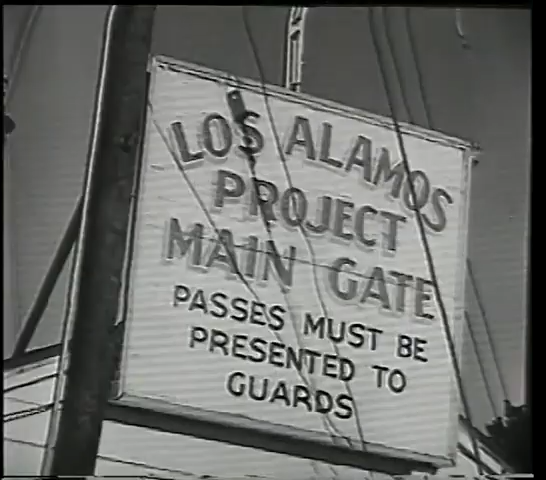 LOS ALAMOS
PROJECT
MAIN GATE
PASSES MUST BE
PRESENTED TO
GUARDS